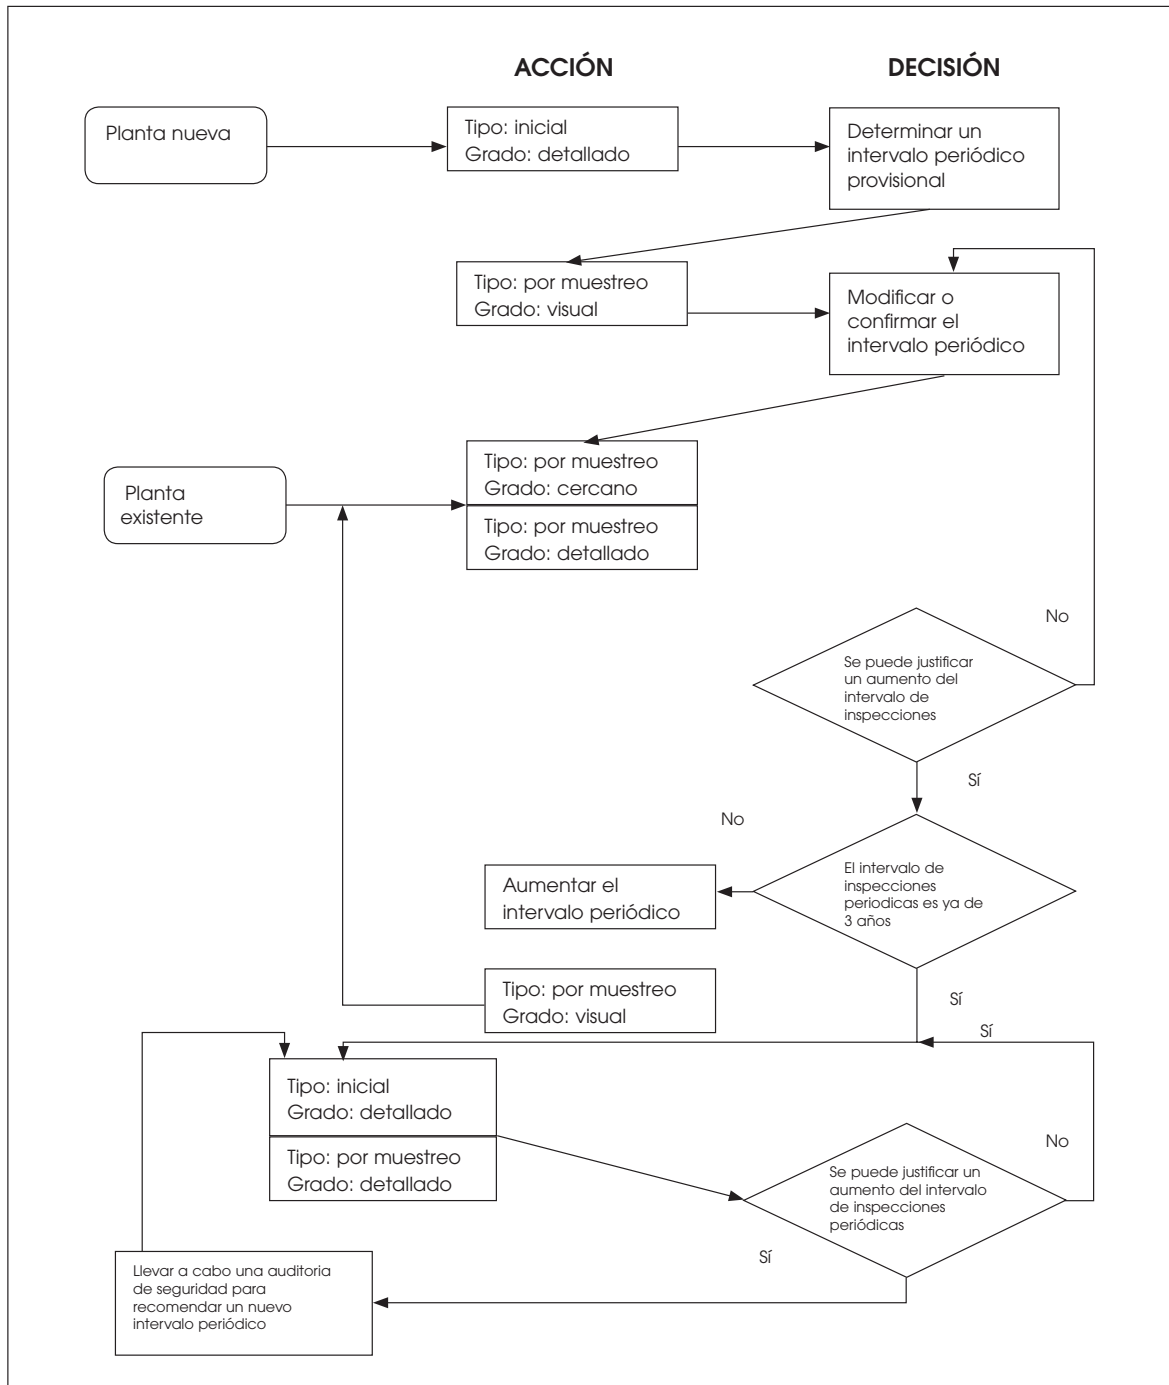 ACCIÓN
DECISIÓN
Planta nueva
Tipo: inicial
Grado: detallado
Determinar un
intervalo periódico
provisional
Tipo: por muestreo
Grado: visual
Modificar o
confirmar el
intervalo periódico
Tipo: por muestreo
Grado: cercano
Planta
existente
Tipo: por muestreo
Grado: detallado
No
Se puede justificar
un aumento del
intervalo de
inspecciones
Sí
No
Aumentar el
intervalo periódico
El intervalo de
inspecciones
periodicas es ya de
3 años
Tipo: por muestreo
Grado: visual
Sí
Sí
Tipo: inicial
Grado: detallado
Tipo: por muestreo
Grado: detallado
No
Se puede justificar un
aumento del intervalo
de inspecciones
periódicas
Sí
Llevar a cabo una auditoria
de seguridad para
recomendar un nuevo
intervalo periódico